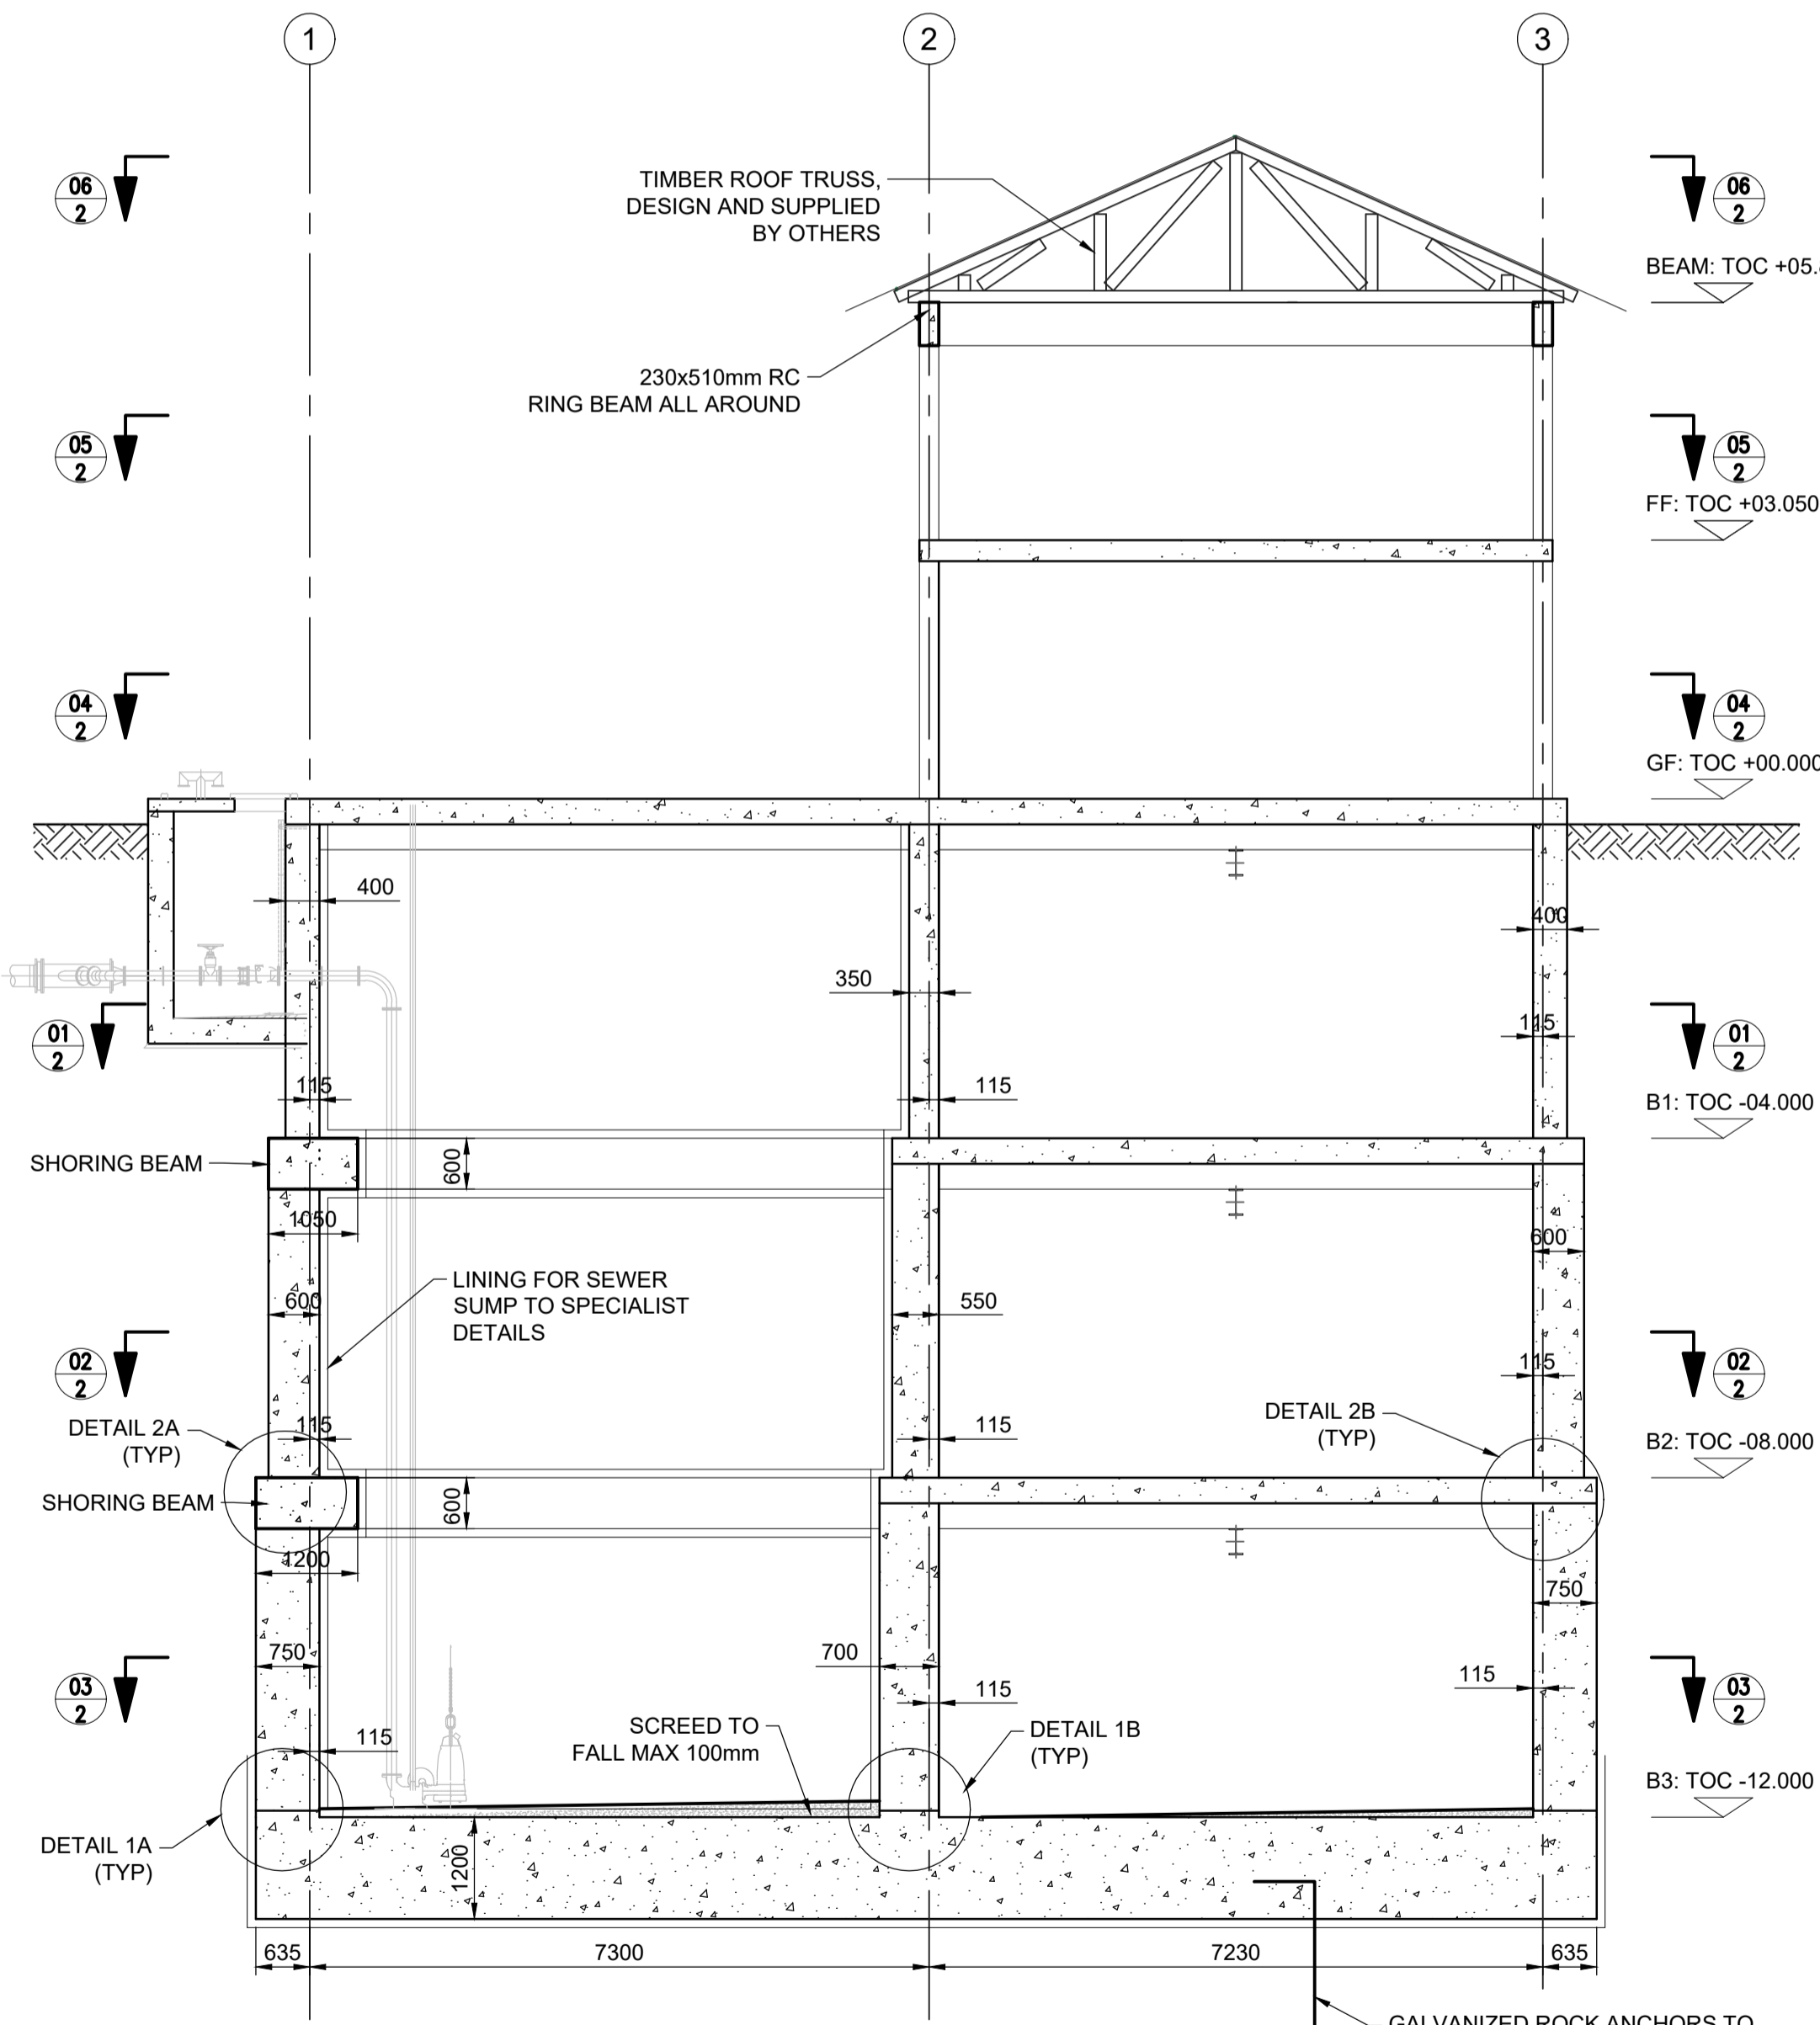 1
2
3
06
2
TIMBER ROOF TRUSS,
DESIGN AND SUPPLIED
BY OTHERS
06
2
BEAM: TOC +05.
230x510mm RC
RING BEAM ALL AROUND
05
2
05
2
FF: TOC +03.050
04
2
04
2
GF: TOC +00.000
400
400
350
01
2
115
01
2
115
115
B1: TOC -04.000
SHORING BEAM
600
1050
600
LINING FOR SEWER
SUMP TO SPECIALIST
DETAILS
600
550
02
2
115
02
2
DETAIL 2A
(TYP)
115
115
DETAIL 2B
(TYP)
B2: TOC -08.000
SHORING BEAM
600
1200
750
750
700
03
2
115
115
03
2
SCREED TO
FALL MAX 100mm
115
DETAIL 1B
(TYP)
B3: TOC -12.000
DETAIL 1A
(TYP)
1200
635
7300
7230
635
GALVANIZED ROCK ANCHORS TO